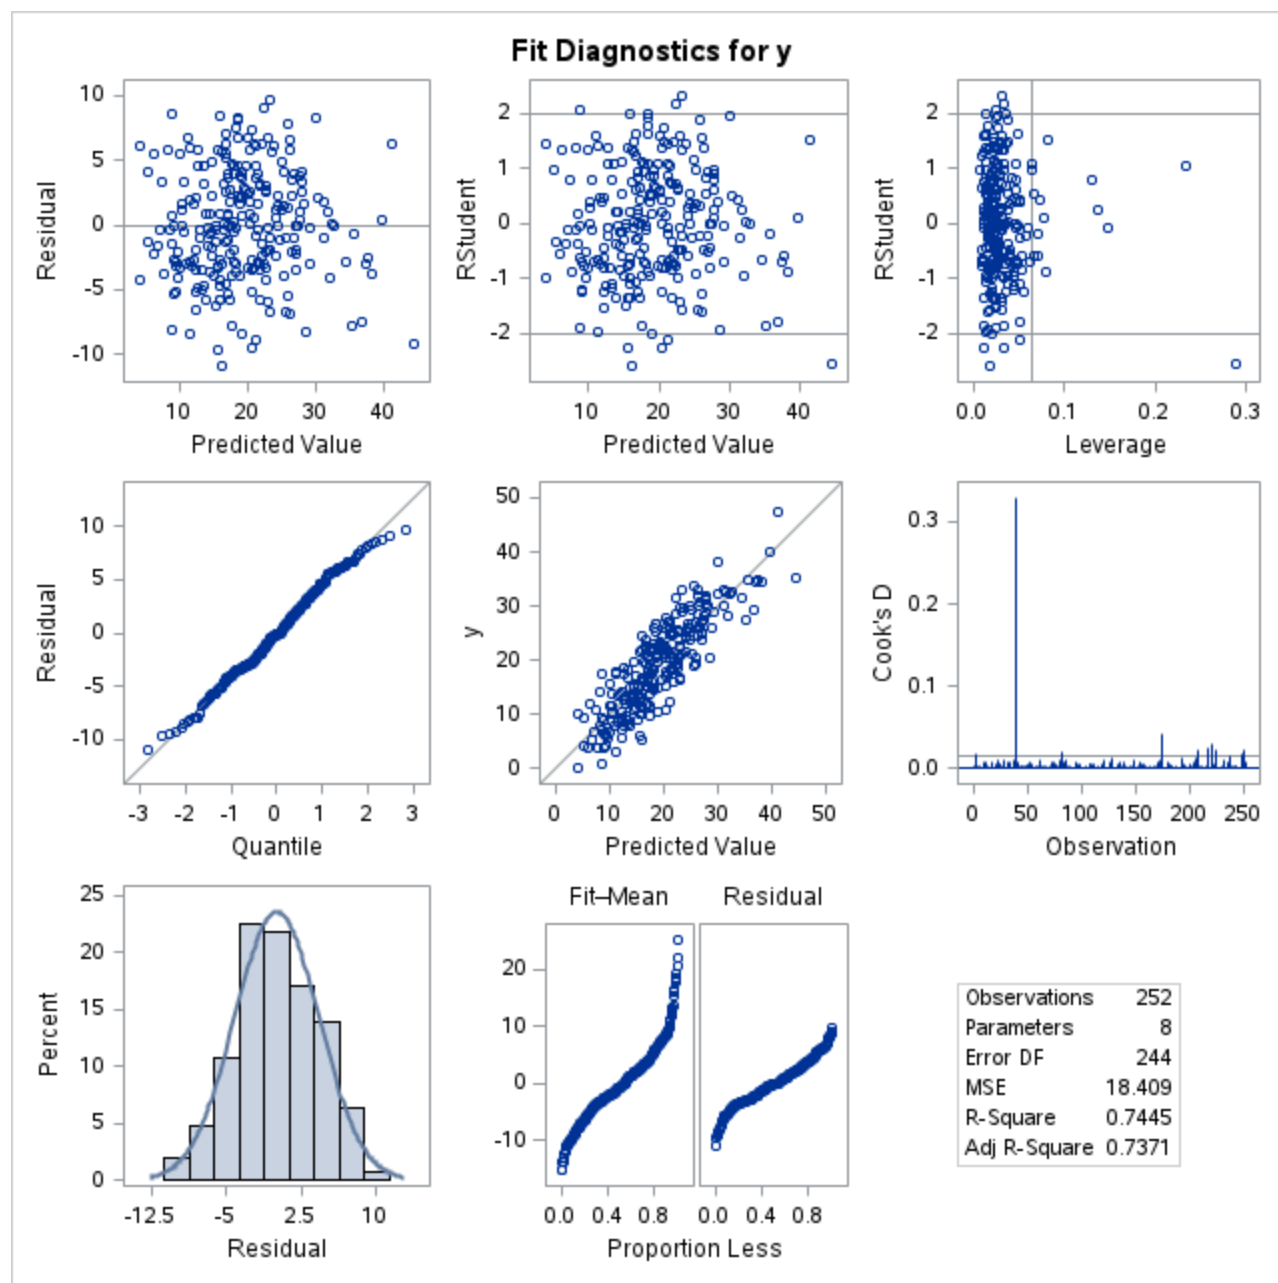 Fit Diagnostics for y
10
5
0
-5
-10
Residual
10 20 30 40
Predicted Value
2
1
0
-1
-2
RStudent
10 20 30 40
Predicted Value
2
1
0
-1
-2
RStudent
0.0 0.1 0.2 0.3
Leverage
10
5
0
-5
-10
Residual
-3 -2 -1 0 1 2 3
Quantile
50
40
30
20
10
0
y
0 10 20 30 40 50
Predicted Value
0.3
0.2
0.1
0.0
Cook's D
0 50 100 150 200 250
Observation
25
20
15
10
5
0
Percent
-12.5 -5 2.5 10
Residual
Fit–Mean Residual
20
10
0
-10
0.0 0.4 0.8 0.0 0.4 0.8
Proportion Less
Observations 252
Parameters 8
Error DF 244
MSE 18.409
R-Square 0.7445
Adj R-Square 0.7371